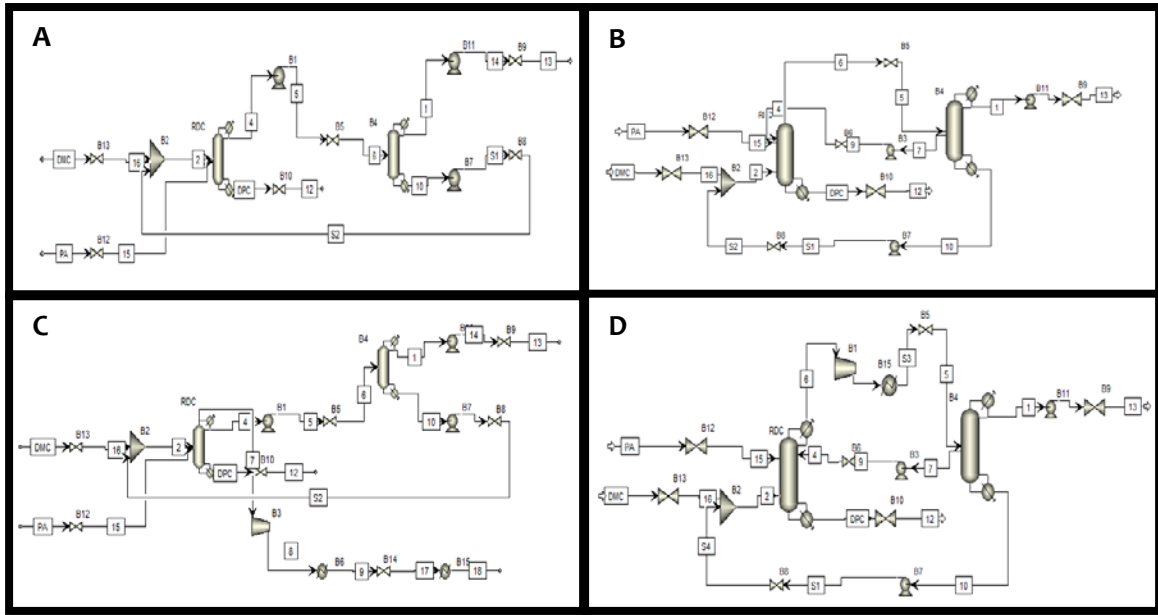 A
B1
B11
14
B9
13
5
4
1
RDC
B5
B4
B13
B2
DMC
16
2
6
B7
S1
B8
10
DPC
B10
12
S2
B12
PA
15
B
6
B5
5
B4
1
B11
B9
13
B12
4
PA
15
B6
9
B3
7
B13
B2
DMC
16
2
DPC
B10
12
S2
B8
S1
B7
10
C
B4
14
B9
13
1
6
RDC
B1
4
5
B5
10
B7
B8
B13
B2
DMC
16
2
7
B10
DPC
12
S2
B12
PA
15
B3
8
B6
9
B14
17
B15
18
D
B5
B1
S3
B15
6
5
B4
1
B11
B9
13
B12
RDC
PA
15
4
B6
9
B3
7
B13
B2
DMC
16
2
DPC
B10
12
S4
B8
S1
B7
10